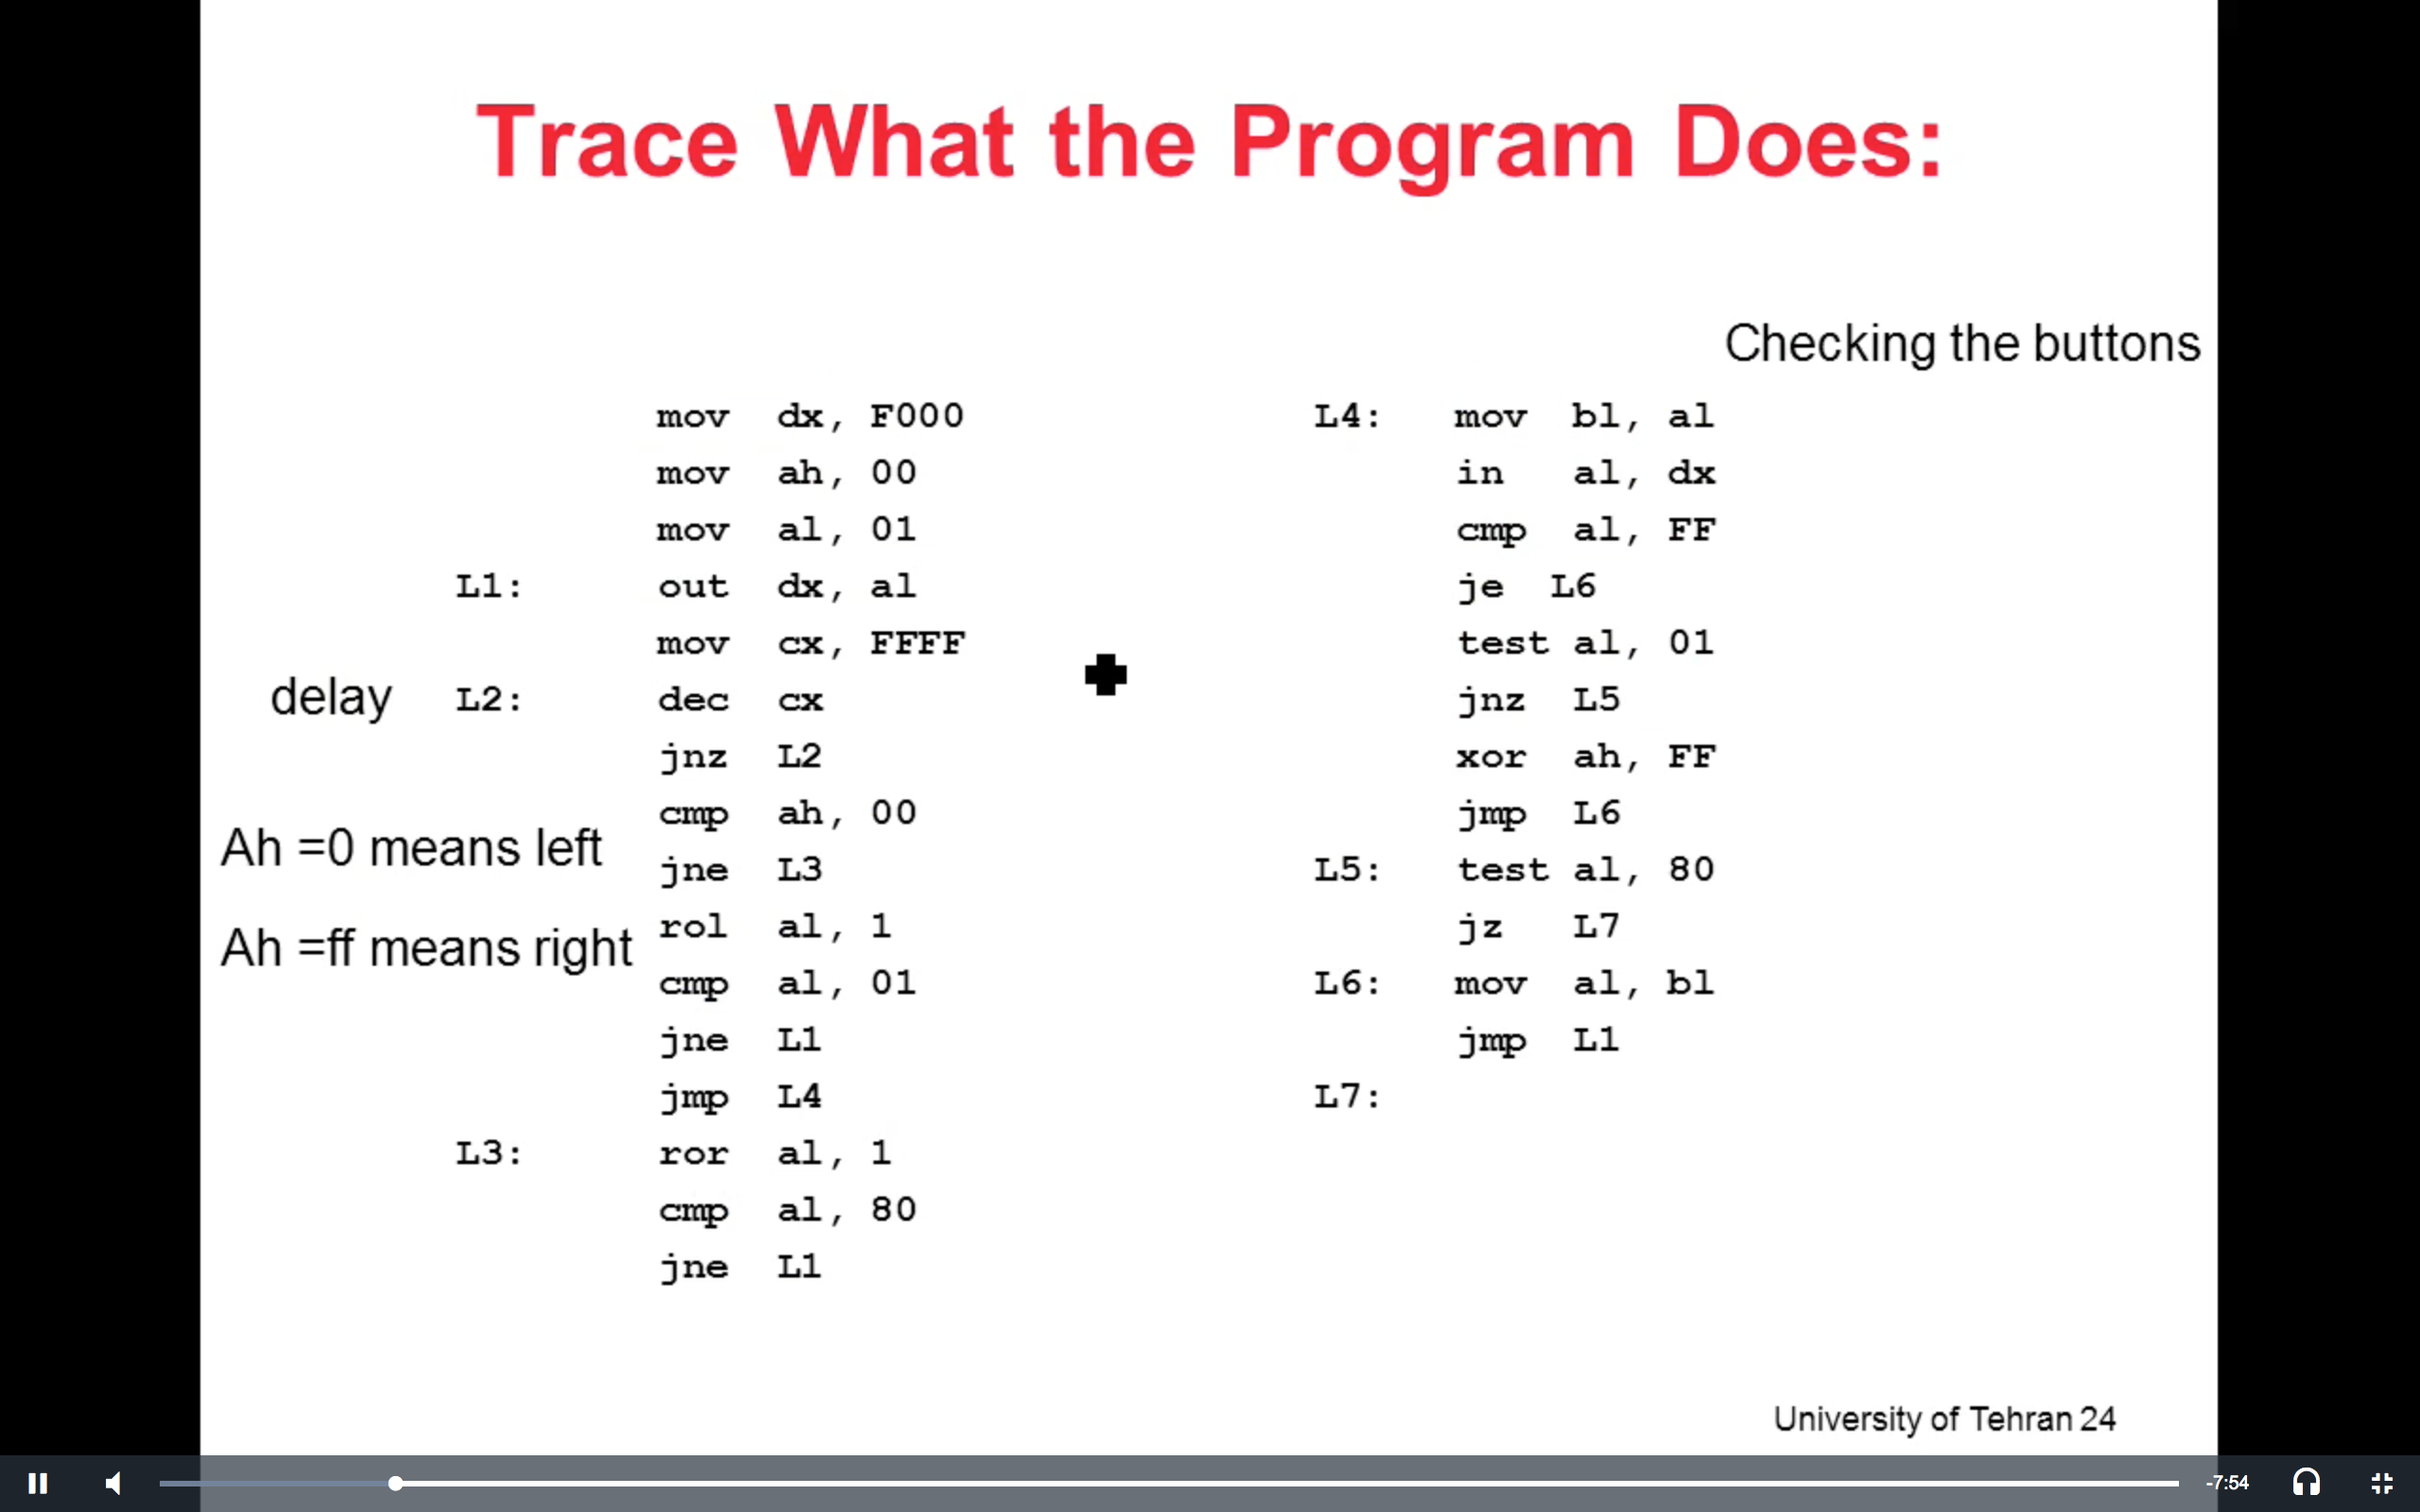 Trace What the Program Does:
Checking the buttons
mov dx, F000
mov ah, 00
mov al, 01
L1: out dx, al
mov cx, FFFF
delay L2: dec cx
jnz L2
cmp ah, 00
Ah =0 means left
jne L3
Ah =ff means right rol al, 1
cmp al, 01
jne L1
jmp L4
L3: ror al, 1
cmp al, 80
jne L1
L4: mov bl, al
in al, dx
cmp al, FF
je L6
test al, 01
jnz L5
xor ah, FF
jmp L6
L5: test al, 80
jz L7
L6: mov al, bl
jmp L1
L7:
University of Tehran 24
-7:54